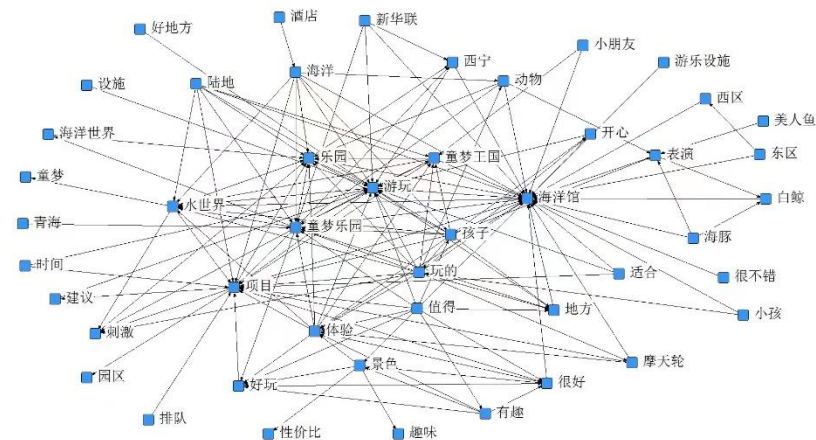 酒店
新华联
好地方
小朋友
西宁
游乐设施
海洋
动物
设施
陆地
西区
美人鱼
海洋世界
开心
乐园
童梦王国
表演
东区
童梦
游玩
水世界
海洋馆
白鲸
青海
童梦乐园
孩子
海豚
时间
玩的
适合
很不错
项目
建议
值得
地方
小孩
刺激
体验
景色
摩天轮
园区
好玩
很好
排队
有趣
性价比
趣味